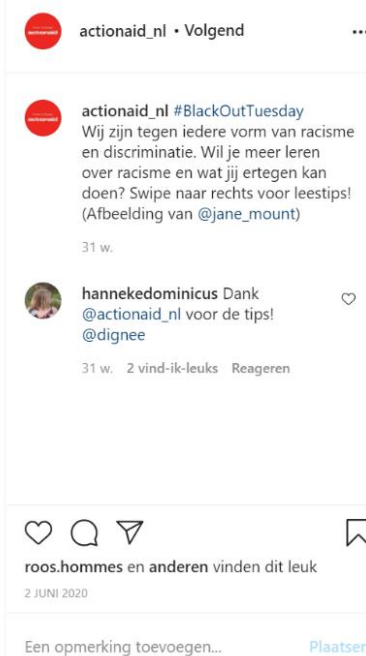 actionaid_nl • Volgend
actionaid_nl #BlackOutTuesday
Wij zijn tegen iedere vorm van racisme
en discriminatie. Wil je meer leren
over racisme en wat jij ertegen kan
doen? Swipe naar rechts voor leestips!
(Afbeelding van @jane_mount)
31 w.
hannekedominicus Dank
@actionaid_nl voor de tips!
@dignee
31 w. 2 vind-ik-leuks Reageren
roos.hommes en anderen vinden dit leuk
2 JUNI 2020
Een opmerking toevoegen... Plaatsen